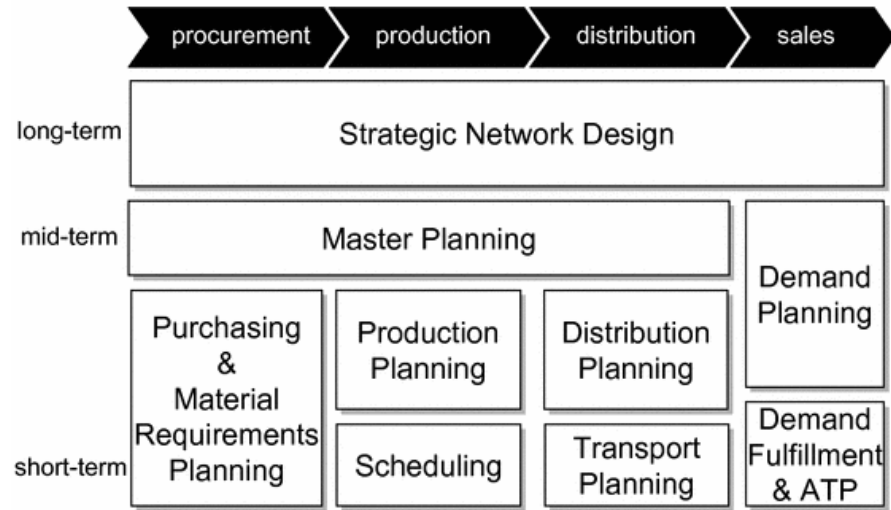 procurement
production
distribution
sales
long-term
Strategic Network Design
mid-term
Master Planning
Demand
Planning
Purchasing
&
Material
Requirements
Planning
Production
Planning
Distribution
Planning
short-term
Scheduling
Transport
Planning
Demand
Fulfillment
& ATP